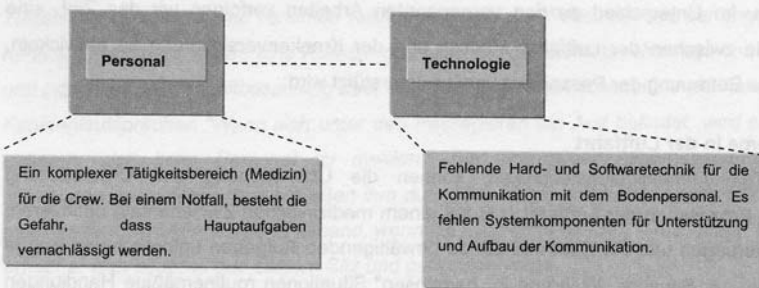 Personal
Technologie
Ein komplexer Tätigkeitsbereich (Medizin)
für die Crew. Bei einem Notfall, besteht die
Gefahr, dass Hauptaufgaben
vernachlässigt werden.
Fehlende Hard- und Softwaretechnik für die
Kommunikation mit dem Bodenpersonal. Es
fehlen Systemkomponenten für Unterstützung
und Aufbau der Kommunikation.